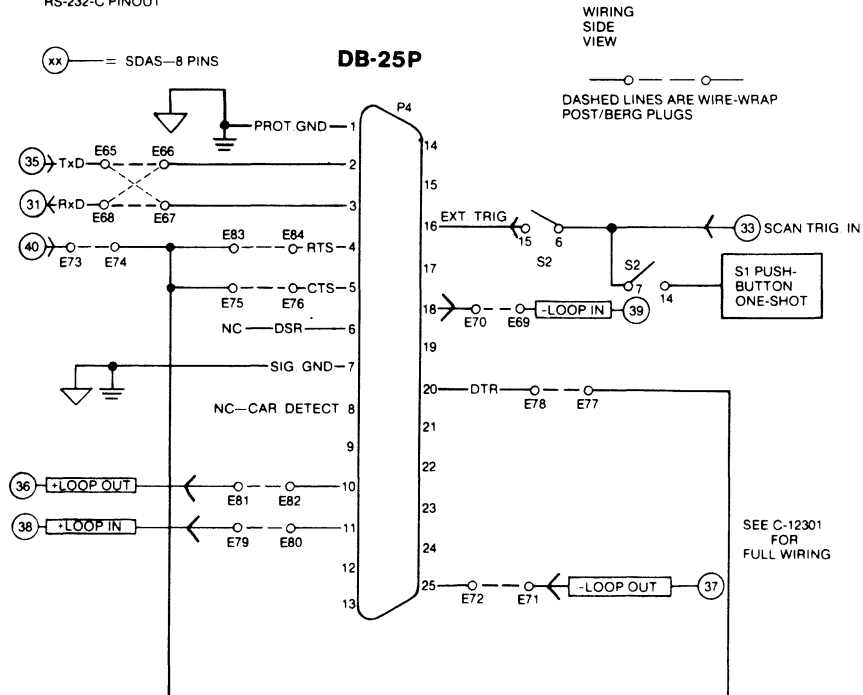 RS-232-C PINOUT
WIRING
SIDE
VIEW
xx = SDAS—8 PINS
DB-25P
DASHED LINES ARE WIRE-WRAP
POST/BERG PLUGS
P4
PROT.GND 1
14
35 TxD E65 E66 2
15
31 RxD E68 E67 3
16 EXT. TRIG 15 6 33 SCAN TRIG. IN
S2
40 E73 E74 E83 E84 RTS 4
17
S2
7 14
S1 PUSH-
BUTTON
ONE-SHOT
E75 E76 CTS 5
18 E70 E69 -LOOP IN 39
NC DSR 6
19
SIG. GND 7
20 DTR E78 E77
NC—CAR. DETECT 8
21
9
22
36 +LOOP OUT E81 E82 10
23
38 +LOOP IN E79 E80 11
24
SEE C-12301
FOR
FULL WIRING
12
25 E72 E71 -LOOP OUT 37
13